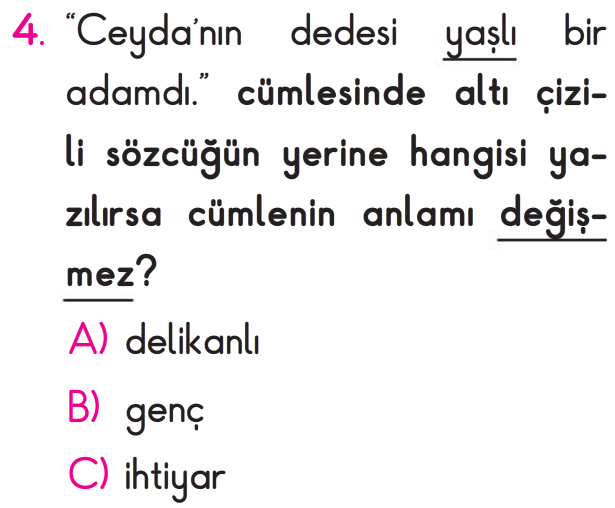 4. “Ceyda’nın dedesi yaşlı bir
adamdı.” cümlesinde altı çizi-
li sözcüğün yerine hangisi ya-
zılırsa cümlenin anlamı değiş-
mez?
A) delikanlı
B) genç
C) ihtiyar